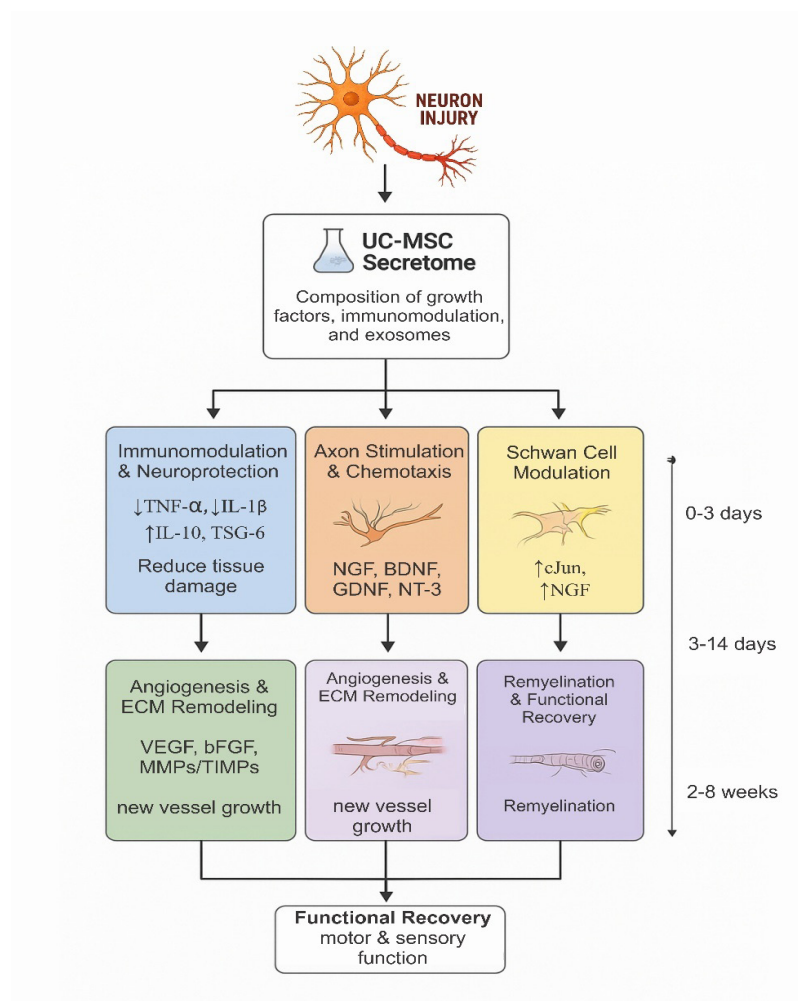 NEURON
INJURY
UC-MSC
Secretome
Composition of growth
factors, immunomodulation,
and exosomes
Immunomodulation
& Neuroprotection
↓TNF-α,↓IL-1β
↑IL-10, TSG-6
Reduce tissue
damage
Axon Stimulation
& Chemotaxis
NGF, BDNF,
GDNF, NT-3
Schwan Cell
Modulation
↑cJun,
↑NGF
0-3 days
3-14 days
2-8 weeks
Angiogenesis &
ECM Remodeling
VEGF, bFGF,
MMPs/TIMPs
new vessel growth
Angiogenesis &
ECM Remodeling
new vessel
growth
Remyelination
& Functional
Recovery
Remyelination
Functional Recovery
motor & sensory
function